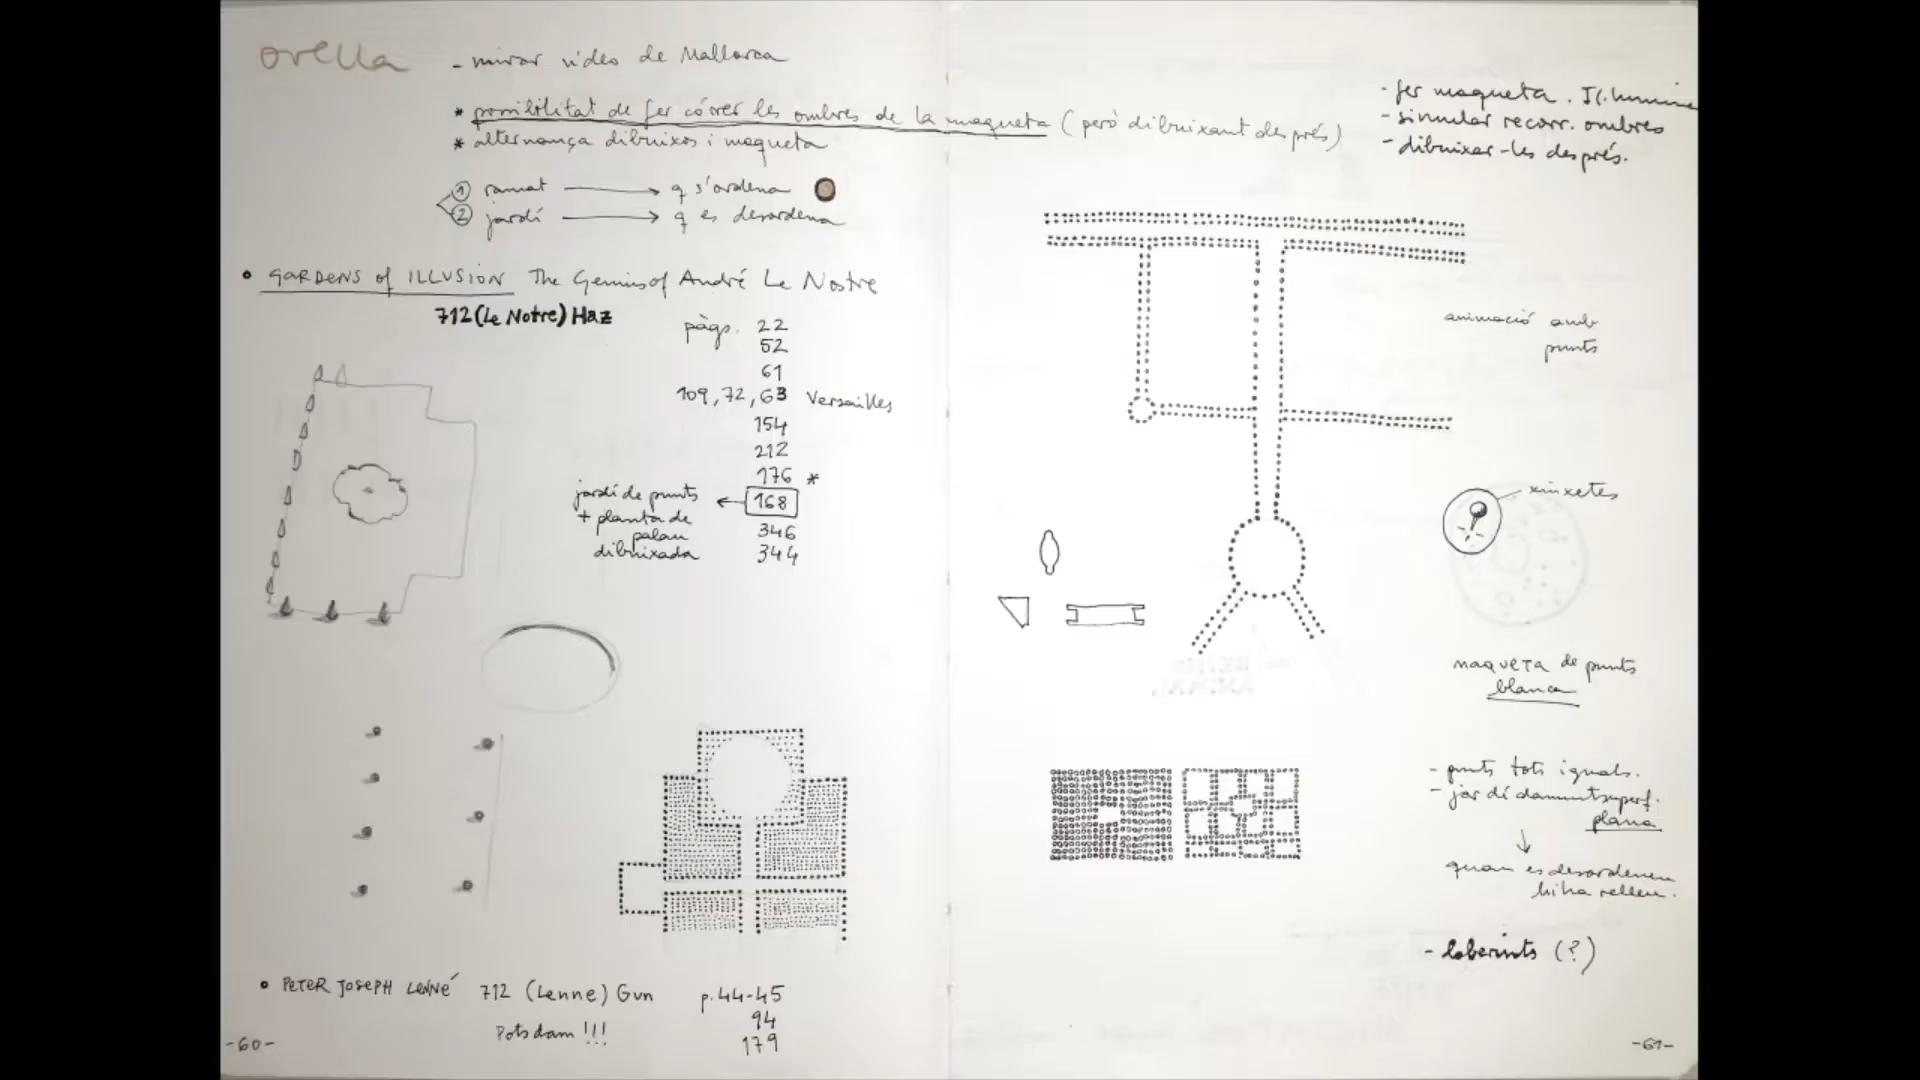 ovella
- mirar vídeo de Mallorca
* possibilitat de fer córrer les ombres de la maqueta (però dibuixant després)
* alternança dibuixos i maqueta
① ramat → q s'ordena
② jardí → q es desordena
• GARDENS of ILLUSION The Genius of André Le Nostre
712 (Le Notre) Haz
pàgs. 22
52
61
109, 72, 63 Versailles
154
212
176 *
jardí de punts ← 168
+ planta de
palau
dibuixada
346
344
• PETER JOSEPH LENNÉ 712 (Lenne) Gun p. 44-45
Potsdam !!!
94
179
-60-
- fer maqueta. Il·lumina
- simular recorr. ombres
- dibuixar-les després.
animació amb
punts
xinxetes
maqueta de punts
blanca
- punts tots iguals.
- jardí damunt superf.
plana
↓
quan es desordenen
hi ha relleu.
- laberints (?)
-61-